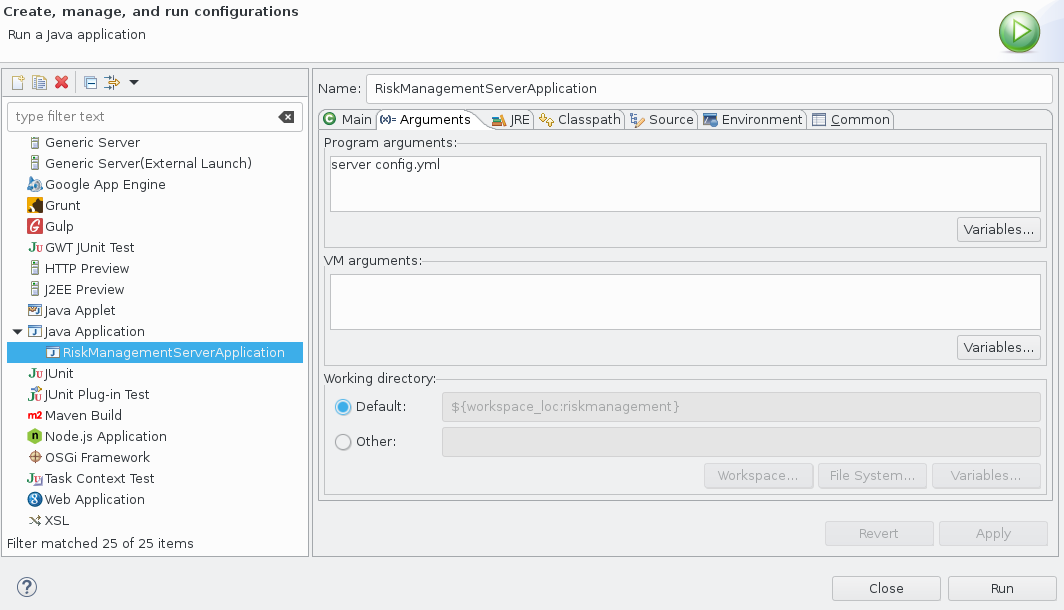 Create, manage, and run configurations
Run a Java application
type filter text
Generic Server
Generic Server(External Launch)
Google App Engine
Grunt
Gulp
GWT JUnit Test
HTTP Preview
J2EE Preview
Java Applet
Java Application
RiskManagementServerApplication
JUnit
JUnit Plug-in Test
Maven Build
Node.js Application
OSGi Framework
Task Context Test
Web Application
XSL
Filter matched 25 of 25 items
Name: RiskManagementServerApplication
Main (x)= Arguments JRE Classpath Source Environment Common
Program arguments:
server config.yml
Variables...
VM arguments:
Variables...
Working directory:
Default: ${workspace_loc:riskmanagement}
Other:
Workspace... File System... Variables...
Revert Apply
? Close Run